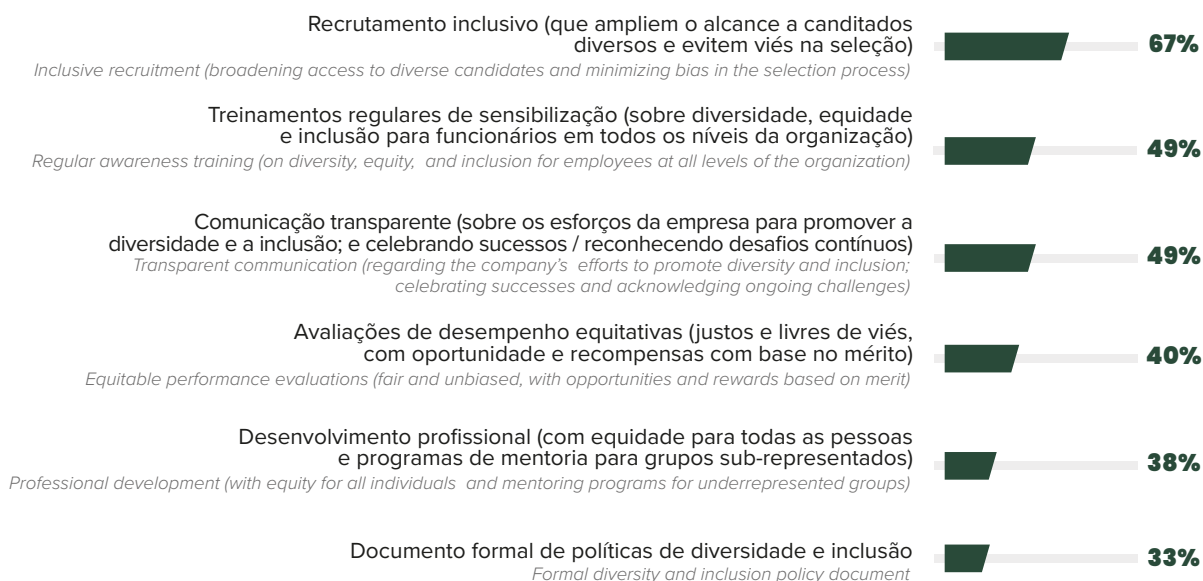 Recrutamento inclusivo (que ampliem o alcance a canditados
diversos e evitem viés na seleção)
Inclusive recruitment (broadening access to diverse candidates and minimizing bias in the selection process)
67%
Treinamentos regulares de sensibilização (sobre diversidade, equidade
e inclusão para funcionários em todos os níveis da organização)
Regular awareness training (on diversity, equity, and inclusion for employees at all levels of the organization)
49%
Comunicação transparente (sobre os esforços da empresa para promover a
diversidade e a inclusão; e celebrando sucessos / reconhecendo desafios contínuos)
Transparent communication (regarding the company's efforts to promote diversity and inclusion;
celebrating successes and acknowledging ongoing challenges)
49%
Avaliações de desempenho equitativas (justos e livres de viés,
com oportunidade e recompensas com base no mérito)
Equitable performance evaluations (fair and unbiased, with opportunities and rewards based on merit)
40%
Desenvolvimento profissional (com equidade para todas as pessoas
e programas de mentoria para grupos sub-representados)
Professional development (with equity for all individuals and mentoring programs for underrepresented groups)
38%
Documento formal de políticas de diversidade e inclusão
Formal diversity and inclusion policy document
33%